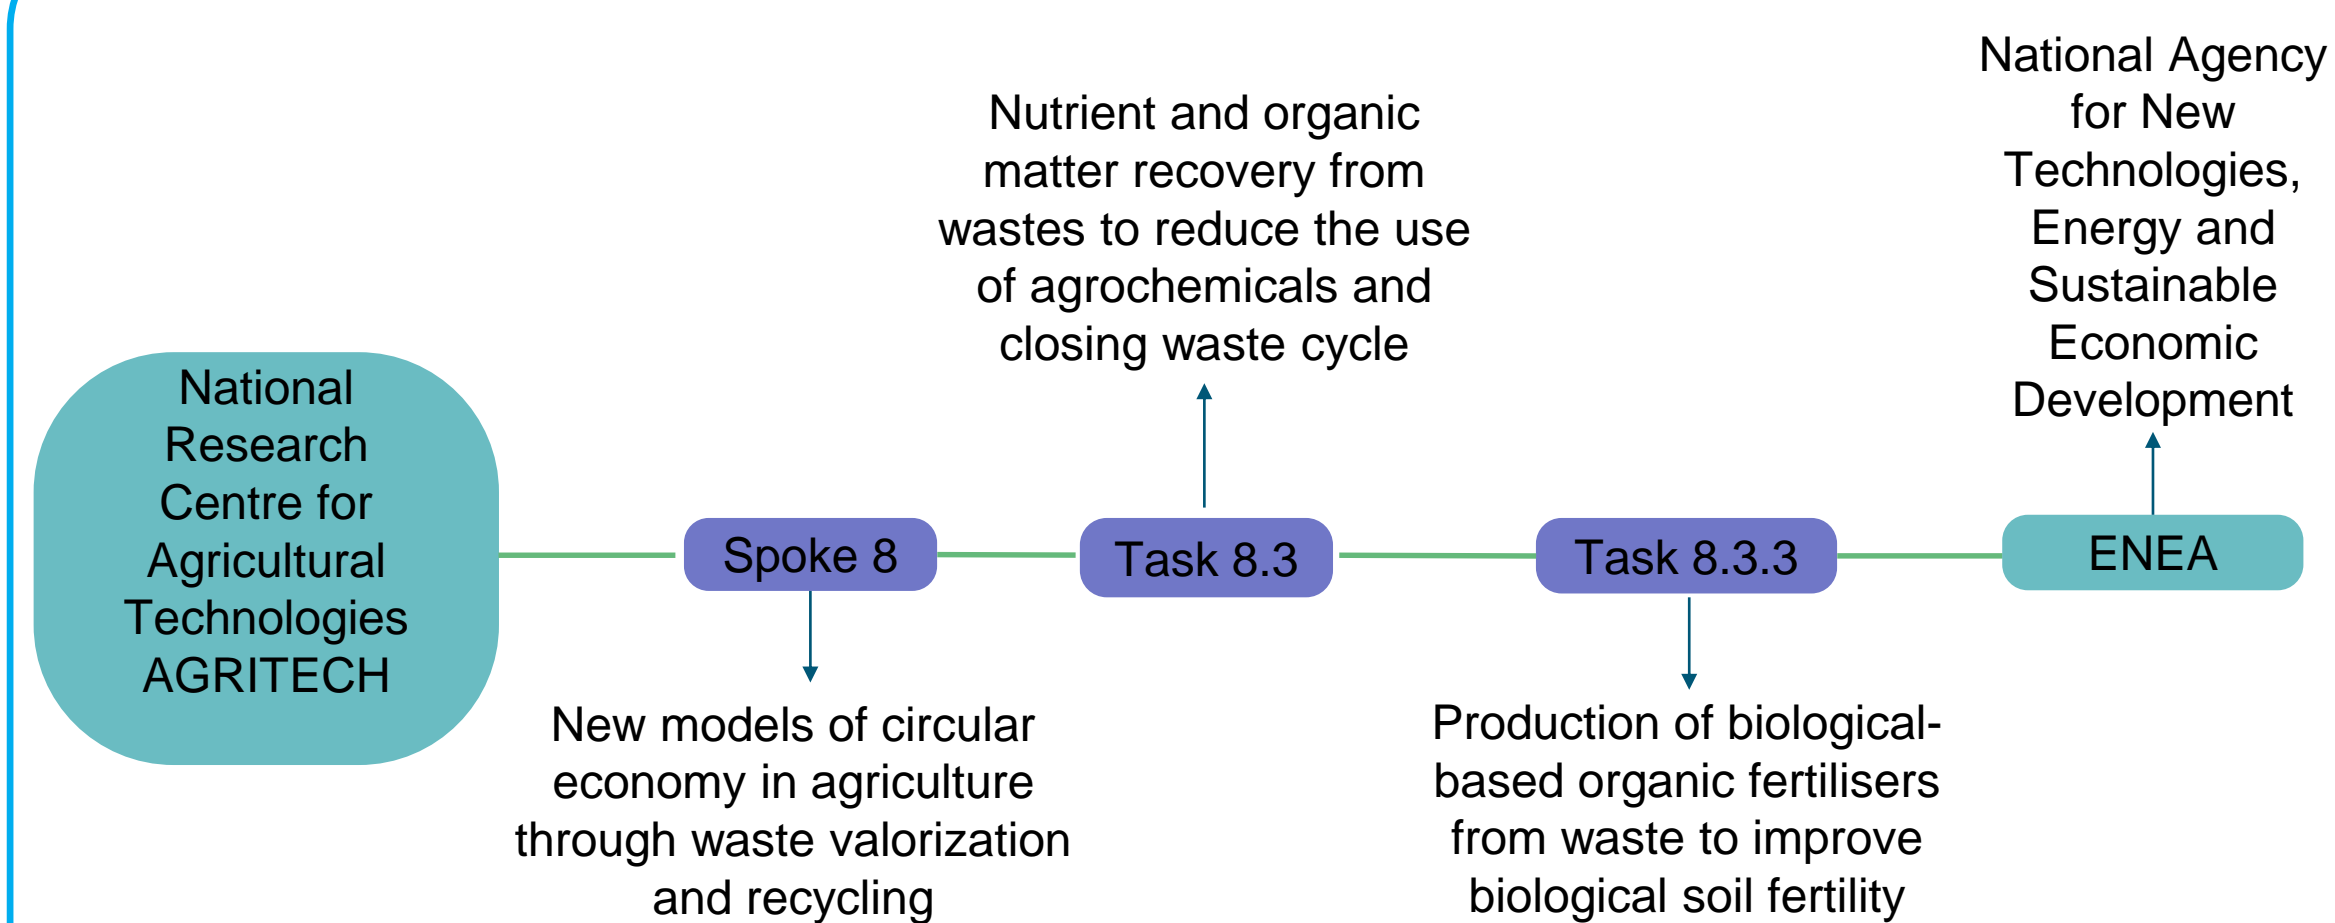 National
Research
Centre for
Agricultural
Technologies
AGRITECH
Spoke 8
New models of circular
economy in agriculture
through waste valorization
and recycling
Nutrient and organic
matter recovery from
wastes to reduce the use
of agrochemicals and
closing waste cycle
Task 8.3
Task 8.3.3
Production of biological-
based organic fertilisers
from waste to improve
biological soil fertility
National Agency
for New
Technologies,
Energy and
Sustainable
Economic
Development
ENEA